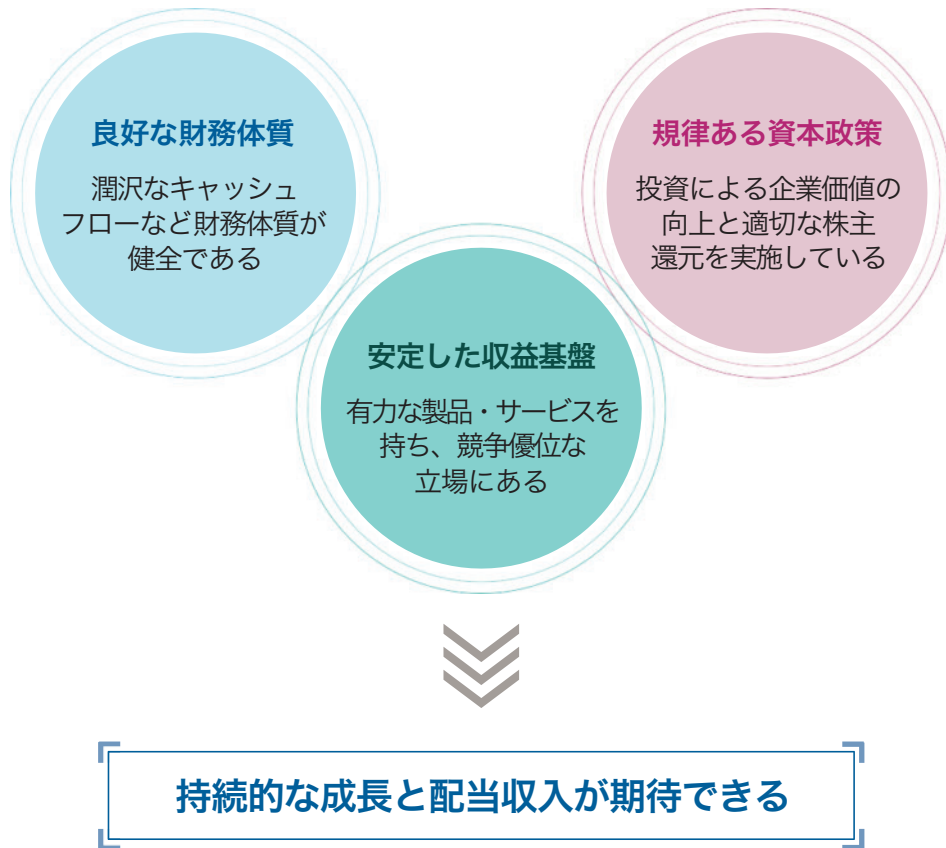 良好な財務体質
潤沢なキャッシュ
フローなど財務体質が
健全である
規律ある資本政策
投資による企業価値の
向上と適切な株主
還元を実施している
安定した収益基盤
有力な製品・サービスを
持ち、競争優位な
立場にある
持続的な成長と配当収入が期待できる